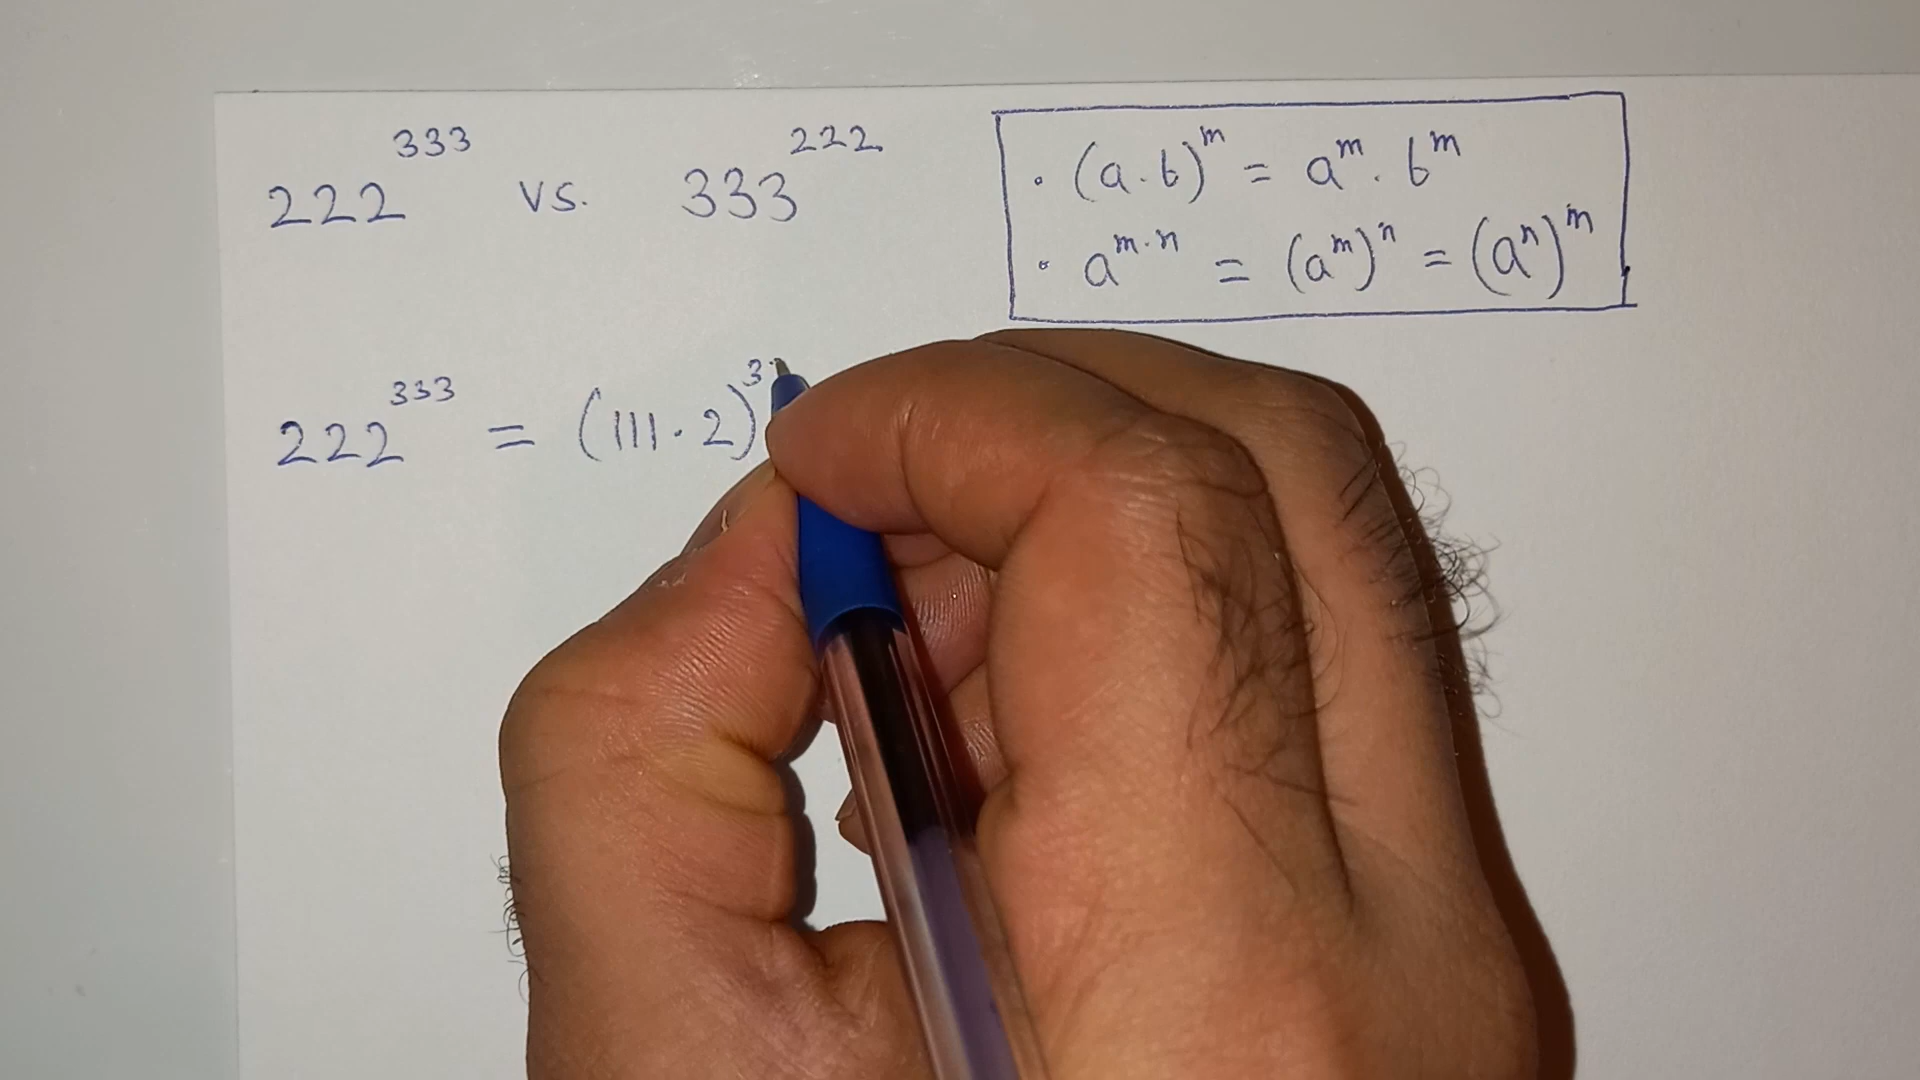 222^333 vs. 333^222
· (a·b)^m = a^m · b^m
· a^m·n = (a^m)^n = (a^n)^m
222^333 = (111·2)^3